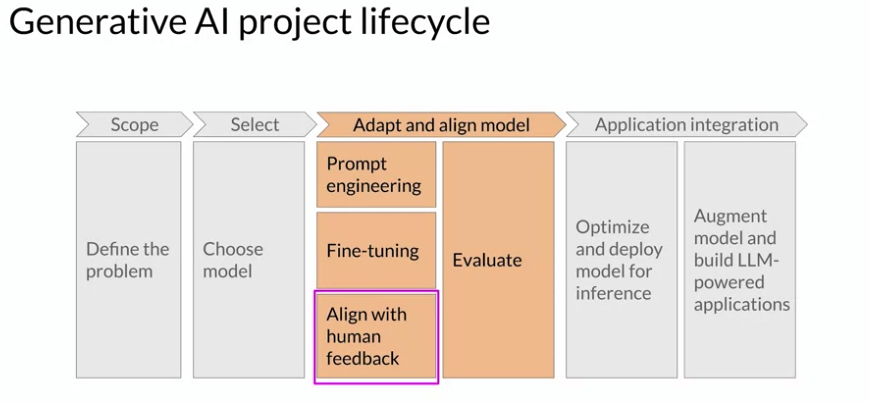 Generative AI project lifecycle
Scope
Select
Adapt and align model
Application integration
Define the
problem
Choose
model
Prompt
engineering
Fine-tuning
Align with
human
feedback
Evaluate
Optimize
and deploy
model for
inference
Augment
model and
build LLM-
powered
applications